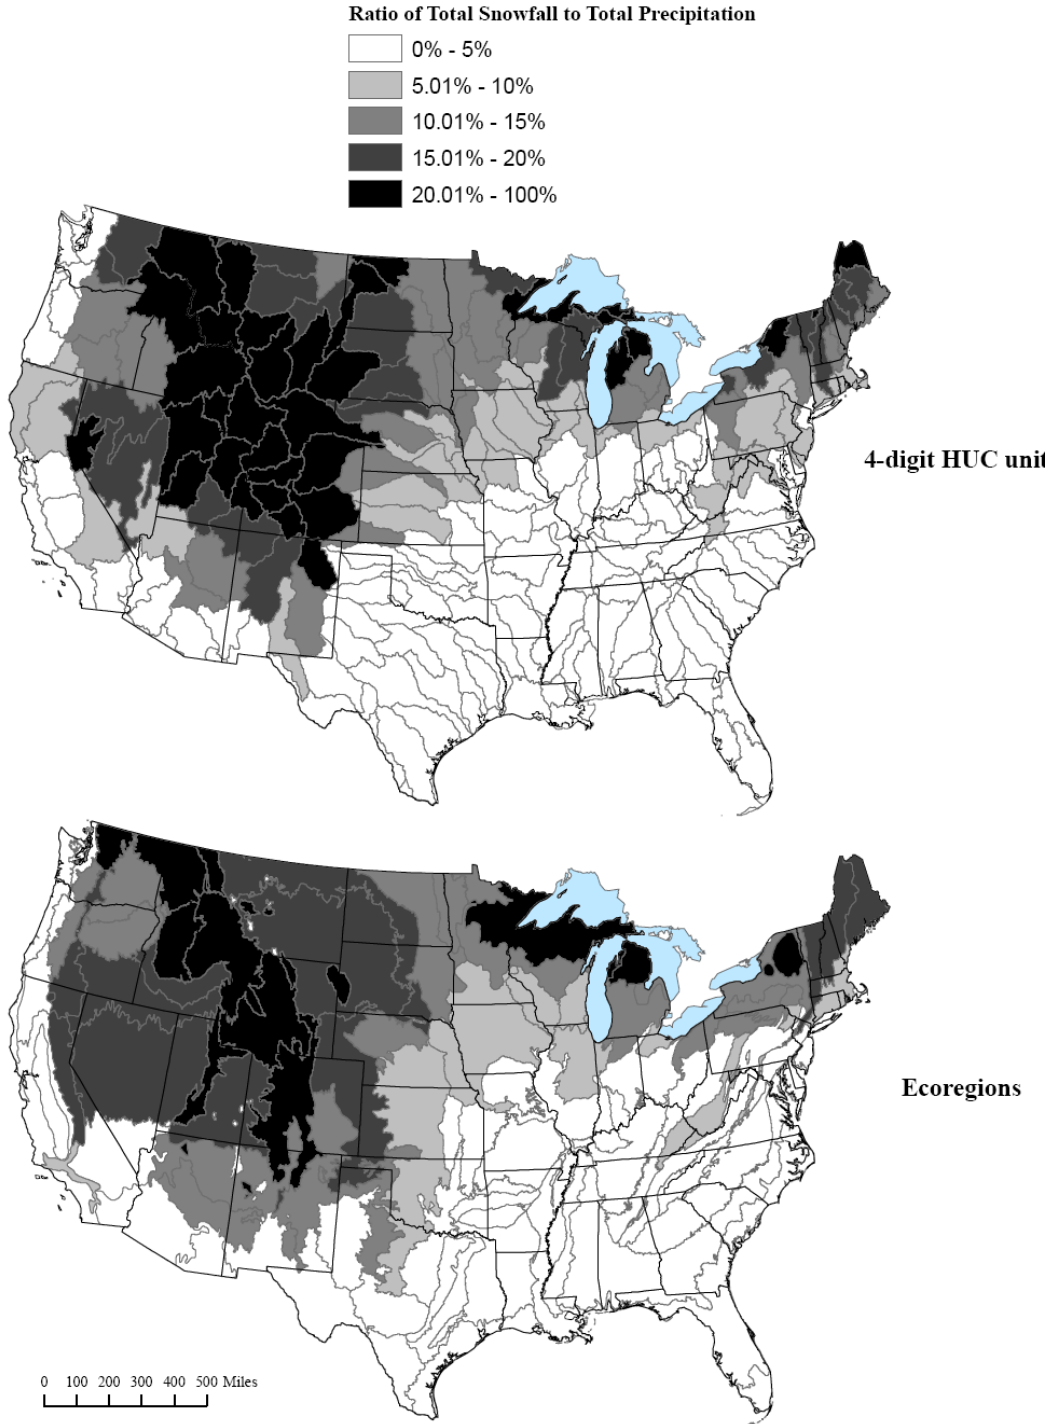 Ratio of Total Snowfall to Total Precipitation
0% - 5%
5.01% - 10%
10.01% - 15%
15.01% - 20%
20.01% - 100%
4-digit HUC unit
Ecoregions
0 100 200 300 400 500 Miles